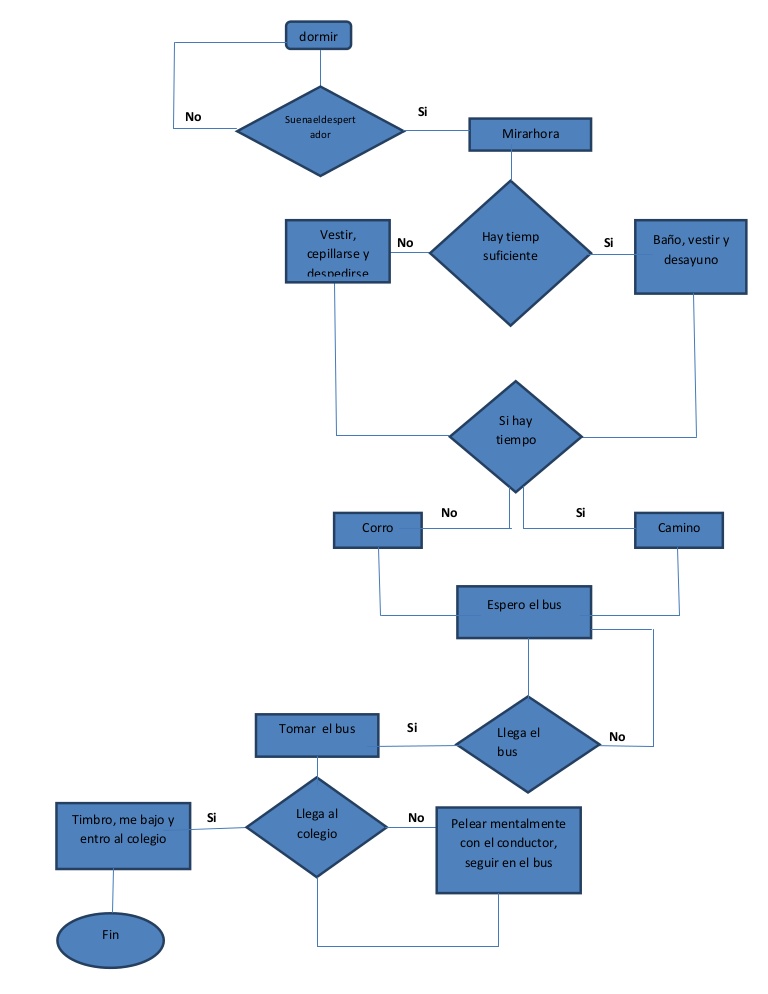 dormir
Suenaeldespert
ador
No
Si
Mirarhora
Vestir,
cepillarse y
despedirse
No
Hay tiemp
suficiente
Si
Baño, vestir y
desayuno
Si hay
tiempo
No
Si
Corro
Camino
Espero el bus
Tomar el bus
Si
Llega el
bus
No
Timbro, me bajo y
entro al colegio
Si
Llega al
colegio
No
Pelear mentalmente
con el conductor,
seguir en el bus
Fin